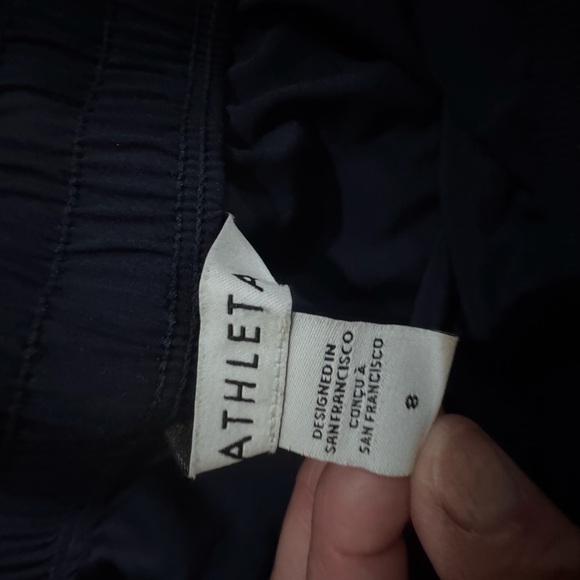 ATHLETA
DESIGNED IN
SAN FRANCISCO
CONÇU À
SAN FRANCISCO
8